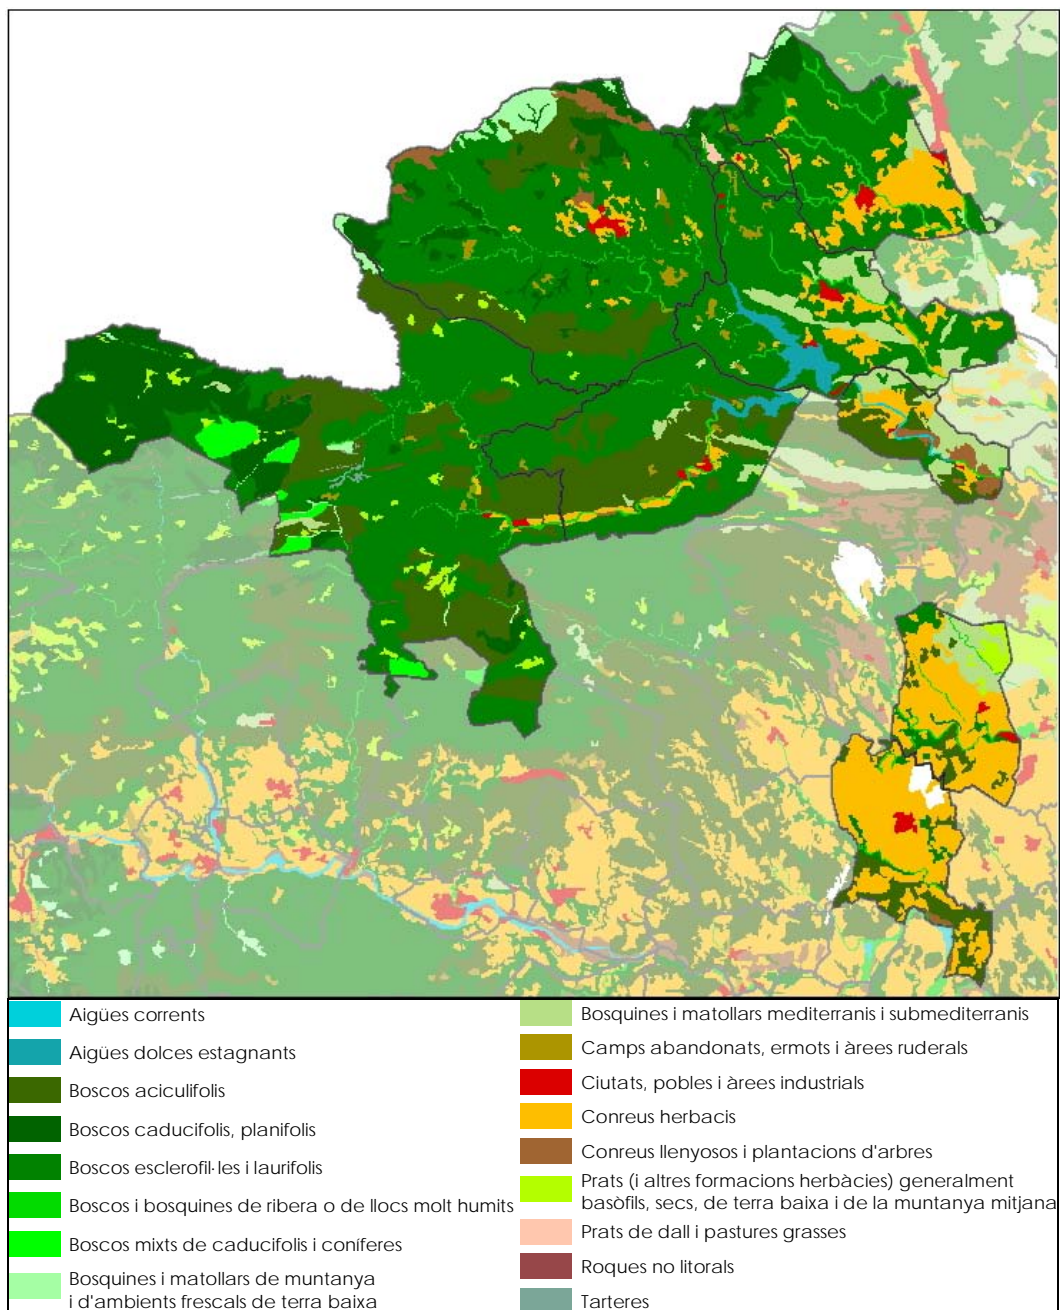 Aigües corrents
Aigües dolces estagnants
Boscos aciculifolis
Boscos caducifolis, planifolis
Boscos esclerofil·les i laurifolis
Boscos i bosquines de ribera o de llocs molt humits
Boscos mixts de caducifolis i coníferes
Bosquines i matollars de muntanya
i d'ambients frescals de terra baixa
Bosquines i matollars mediterranis i submediterranis
Camps abandonats, ermots i àrees ruderals
Ciutats, pobles i àrees industrials
Conreus herbacis
Conreus llenyosos i plantacions d'arbres
Prats (i altres formacions herbàcies) generalment
basòfils, secs, de terra baixa i de la muntanya mitjana
Prats de dall i pastures grasses
Roques no litorals
Tarteres